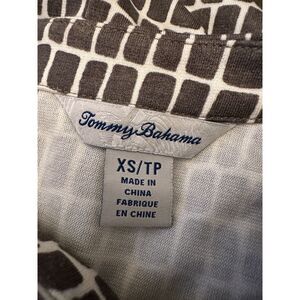 Tommy Bahama
XS/TP
MADE IN
CHINA
FABRIQUE
EN CHINE